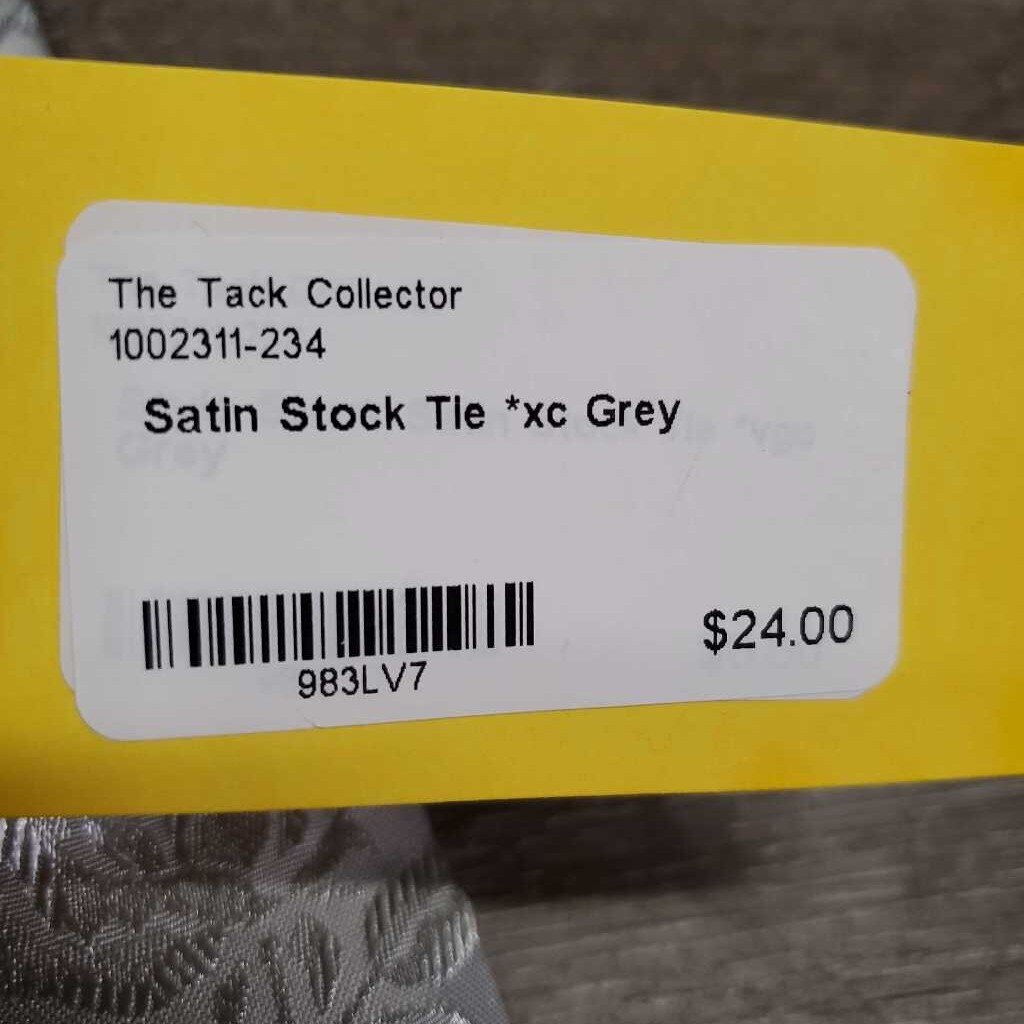 The Tack Collector
1002311-234
Satin Stock Tie *xc Grey
983LV7
$24.00